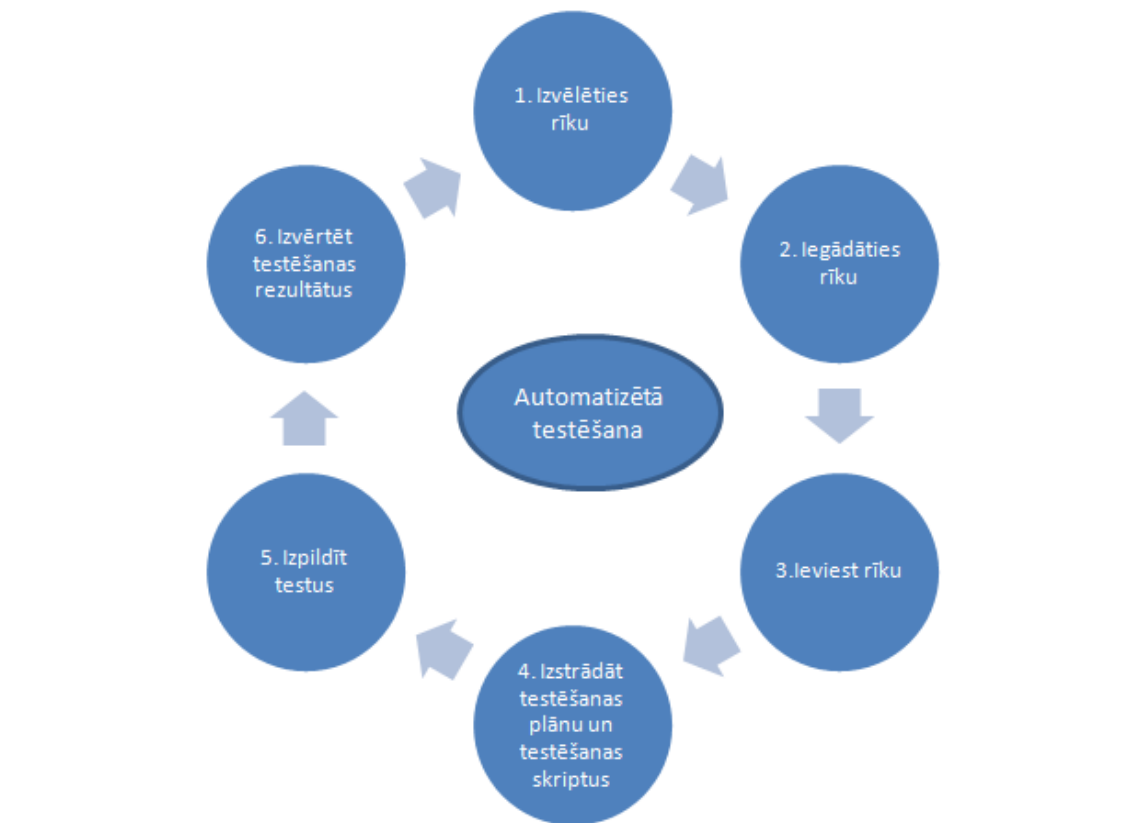 1. Izvēlēties
rīku
2. Iegādāties
rīku
3.Ieviest rīku
4. Izstrādāt
testēšanas
plānu un
testēšanas
skriptus
5. Izpildīt
testus
6. Izvērtēt
testēšanas
rezultātus
Automatizētā
testēšana